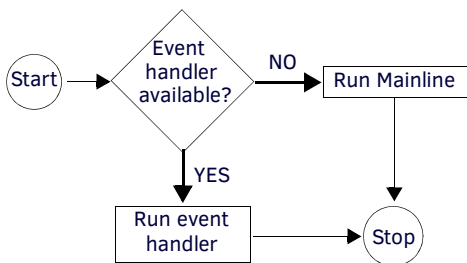 Start
Event
handler
available?
NO
Run Mainline
YES
Run event
handler
Stop